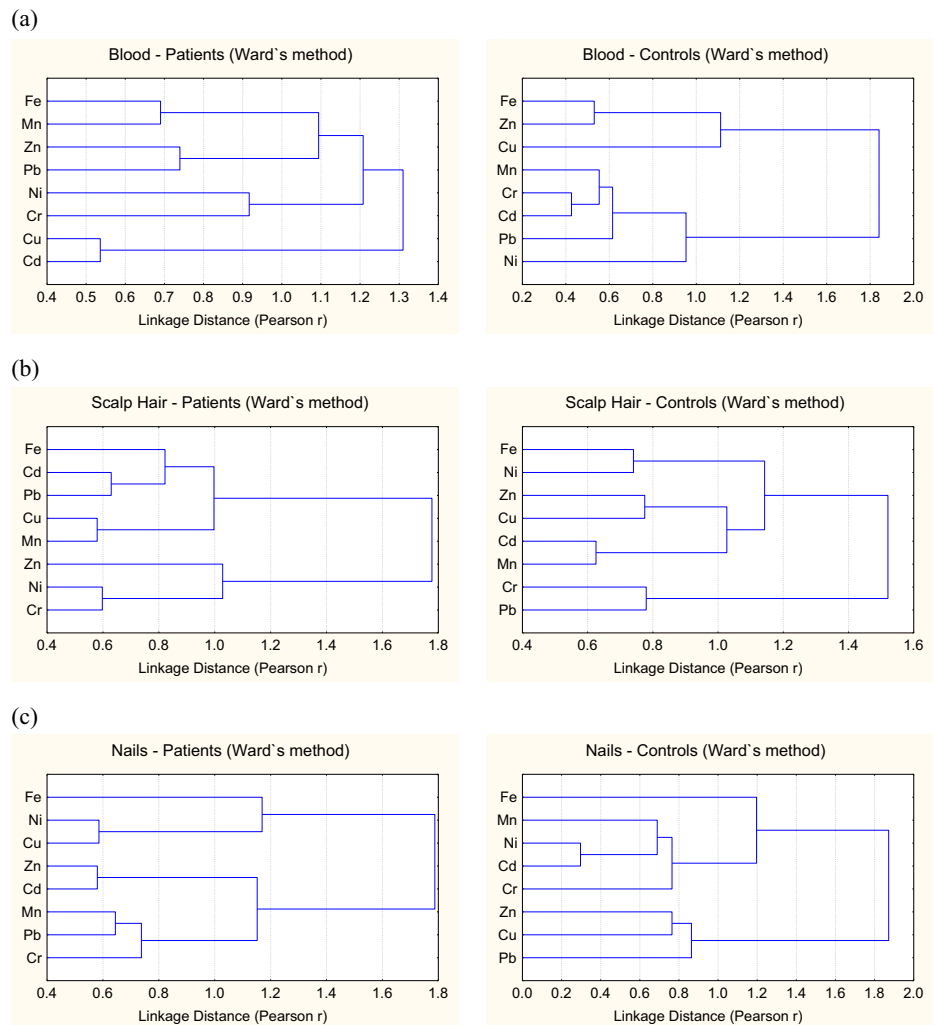 (a)
Blood - Patients (Ward`s method)
Fe
Mn
Zn
Pb
Ni
Cr
Cu
Cd
0.4 0.5 0.6 0.7 0.8 0.9 1.0 1.1 1.2 1.3 1.4
Linkage Distance (Pearson r)
Blood - Controls (Ward`s method)
Fe
Zn
Cu
Mn
Cr
Cd
Pb
Ni
0.2 0.4 0.6 0.8 1.0 1.2 1.4 1.6 1.8 2.0
Linkage Distance (Pearson r)
(b)
Scalp Hair - Patients (Ward`s method)
Fe
Cd
Pb
Cu
Mn
Zn
Ni
Cr
0.4 0.6 0.8 1.0 1.2 1.4 1.6 1.8
Linkage Distance (Pearson r)
Scalp Hair - Controls (Ward`s method)
Fe
Ni
Zn
Cu
Cd
Mn
Cr
Pb
0.4 0.6 0.8 1.0 1.2 1.4 1.6
Linkage Distance (Pearson r)
(c)
Nails - Patients (Ward`s method)
Fe
Ni
Cu
Zn
Cd
Mn
Pb
Cr
0.4 0.6 0.8 1.0 1.2 1.4 1.6 1.8
Linkage Distance (Pearson r)
Nails - Controls (Ward`s method)
Fe
Mn
Ni
Cd
Cr
Zn
Cu
Pb
0.0 0.2 0.4 0.6 0.8 1.0 1.2 1.4 1.6 1.8 2.0
Linkage Distance (Pearson r)